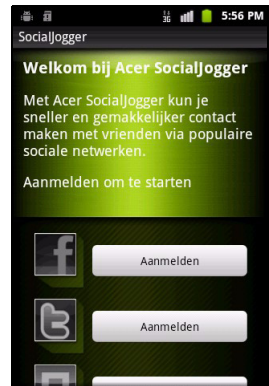 3G 5:56 PM
SocialJogger
Welkom bij Acer SocialJogger
Met Acer SocialJogger kun je
sneller en gemakkelijker contact
maken met vrienden via populaire
sociale netwerken.
Aanmelden om te starten
f Aanmelden
t Aanmelden